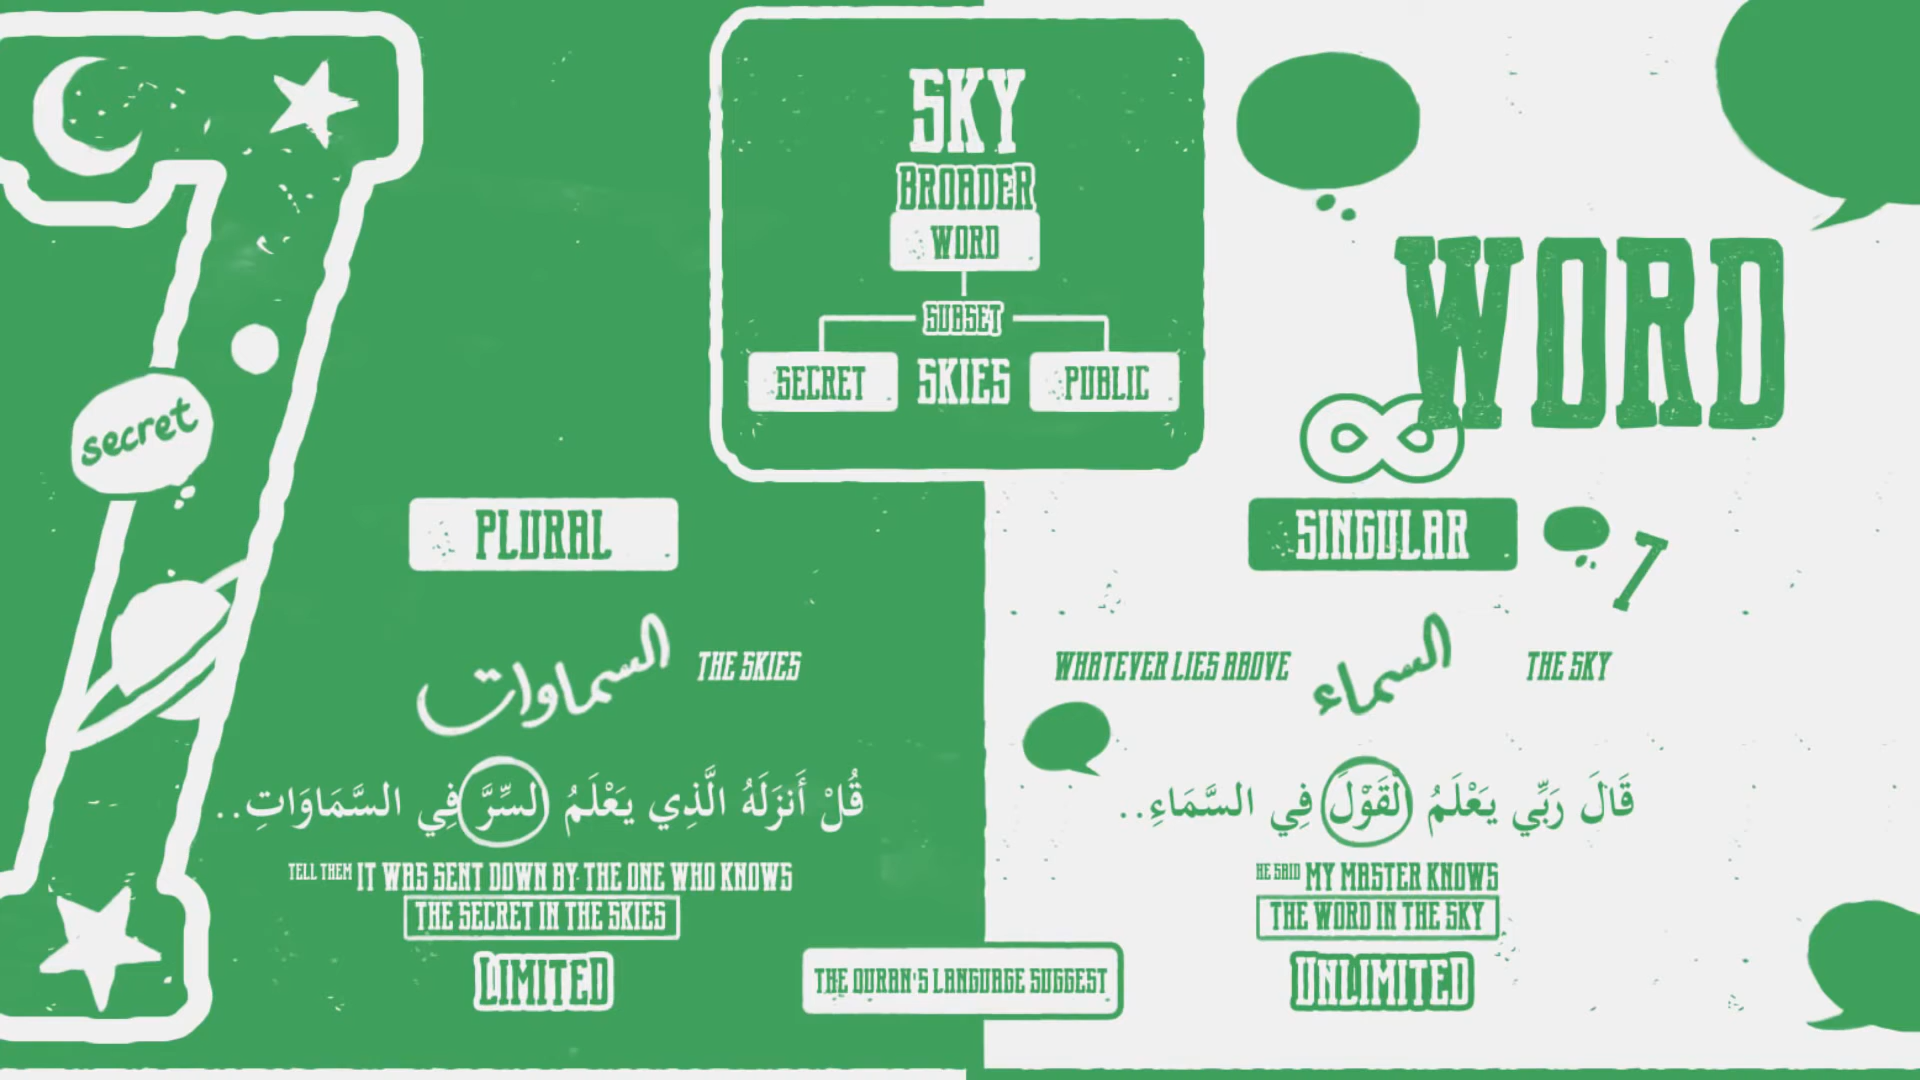 SKY
BROADER
WORD
SUBSET
SECRET
SKIES
PUBLIC
secret
WORD
PLURAL
السماوات
THE SKIES
قُلْ أَنزَلَهُ الَّذِي يَعْلَمُ السِّرَّ فِي السَّمَاوَاتِ..
TELL THEM IT WAS SENT DOWN BY THE ONE WHO KNOWS
THE SECRET IN THE SKIES
LIMITED
THE QURAN'S LANGUAGE SUGGEST
SINGULAR
7
WHATEVER LIES ABOVE
السماء
THE SKY
قَالَ رَبِّي يَعْلَمُ الْقَوْلَ فِي السَّمَاءِ..
HE SAID MY MASTER KNOWS
THE WORD IN THE SKY
UNLIMITED